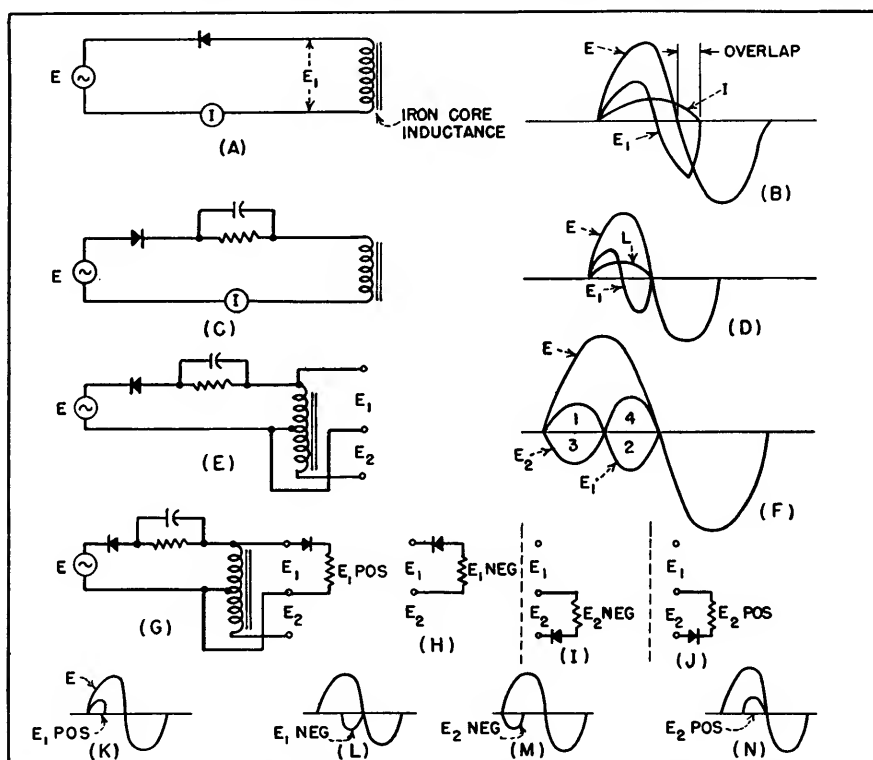 E
E₁
I
IRON CORE
INDUCTANCE
(A)
E
OVERLAP
I
E₁
(B)
E
I
(C)
E
L
E₁
(D)
E
E₁
E₂
(E)
E
1
4
3
2
E₂
E₁
(F)
E
E₁
E₂
E₁ POS
(G)
E₁
E₂
E₁ NEG
(H)
E₁
E₂
E₂ NEG
(I)
E₁
E₂
E₂ POS
(J)
E
E₁ POS
(K)
E₁ NEG
(L)
E₂ NEG
(M)
E₂ POS
(N)